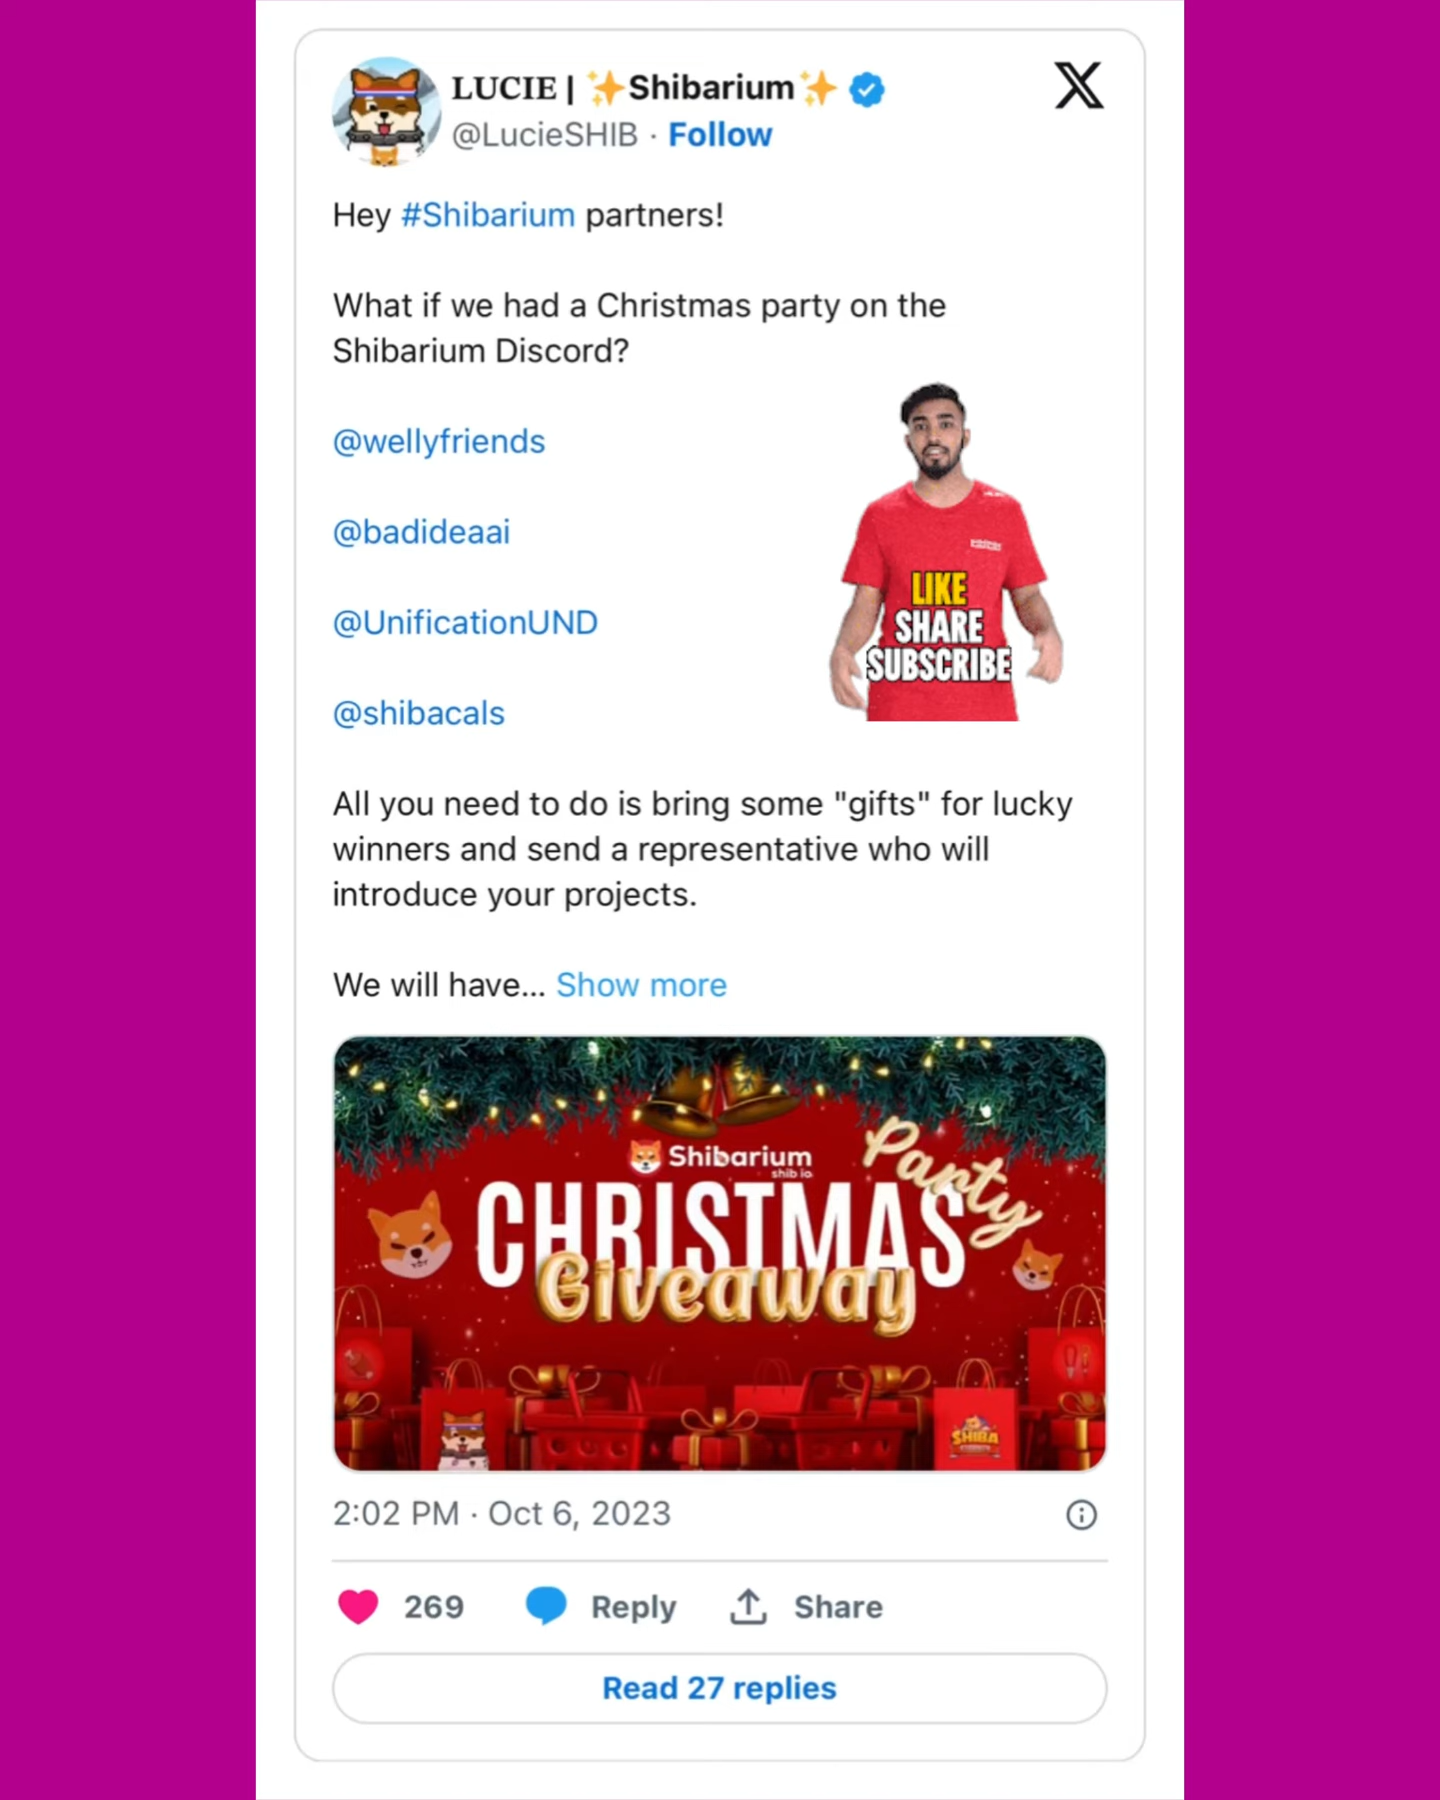 LUCIE | ✨Shibarium✨
@LucieSHIB · Follow
Hey #Shibarium partners!
What if we had a Christmas party on the
Shibarium Discord?
@wellyfriends
@badideaai
@UnificationUND
@shibacals
LIKE
SHARE
SUBSCRIBE
All you need to do is bring some "gifts" for lucky
winners and send a representative who will
introduce your projects.
We will have... Show more
Shibarium
shib io
CHRISTMAS
Party
Giveaway
SHIBA
2:02 PM · Oct 6, 2023
269 Reply Share
Read 27 replies